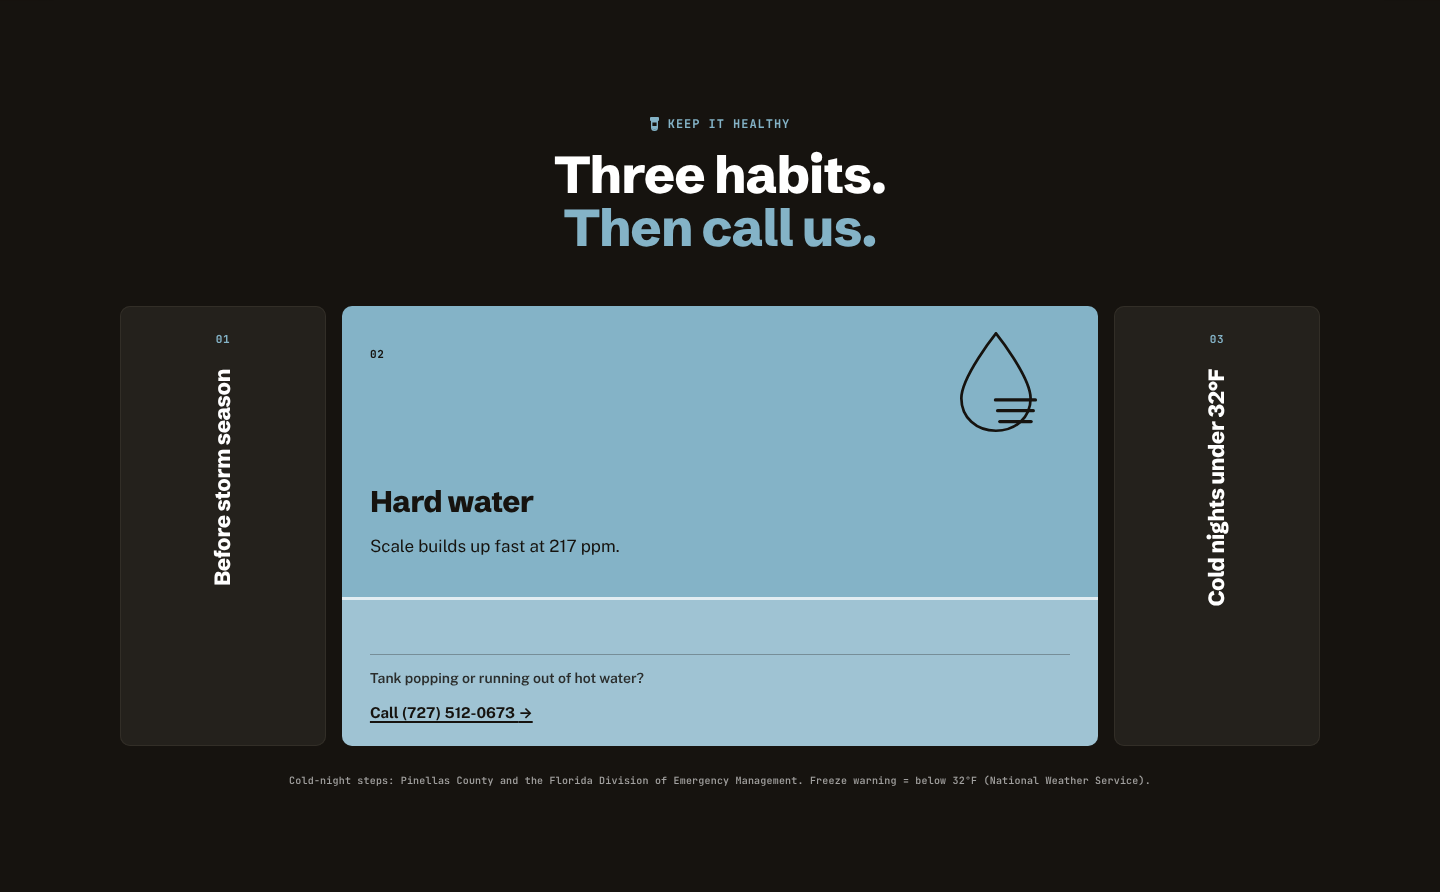 KEEP IT HEALTHY
Three habits.
Then call us.
01
Before storm season
02
Hard water
Scale builds up fast at 217 ppm.
Tank popping or running out of hot water?
Call (727) 512-0673 →
03
Cold nights under 32°F
Cold-night steps: Pinellas County and the Florida Division of Emergency Management. Freeze warning = below 32°F (National Weather Service).